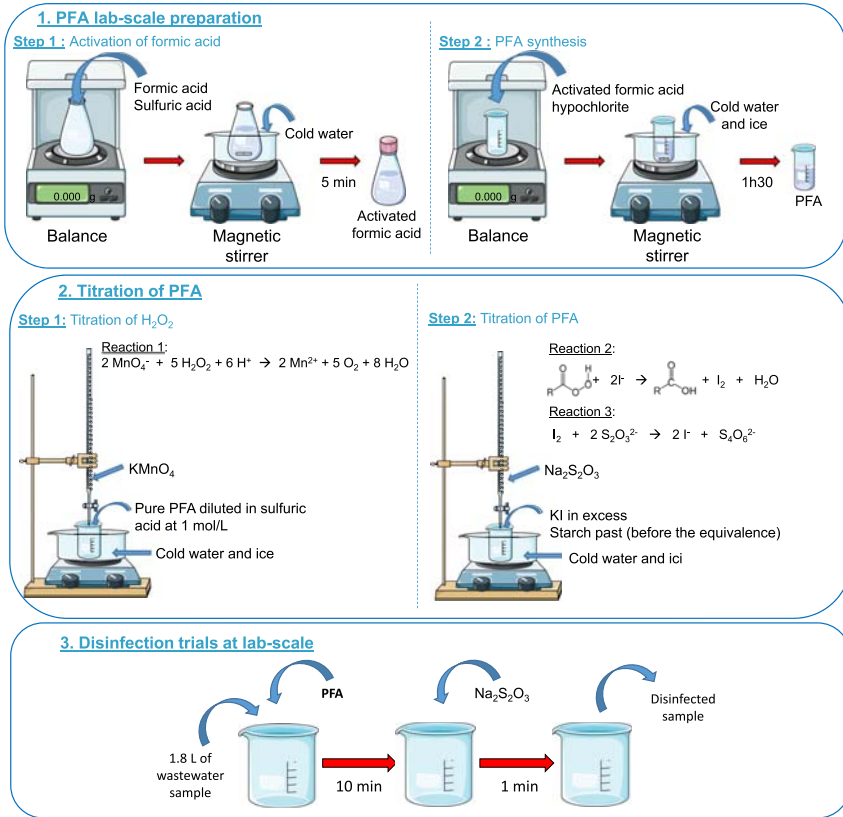 1. PFA lab-scale preparation
Step 1 : Activation of formic acid
Formic acid
Sulfuric acid
Cold water
5 min
0.000 g
Balance
Magnetic
stirrer
Activated
formic acid
Step 2 : PFA synthesis
Activated formic acid
hypochlorite
Cold water
and ice
1h30
0.000 g
PFA
Balance
Magnetic
stirrer
2. Titration of PFA
Step 1: Titration of H₂O₂
Reaction 1:
2 MnO₄⁻ + 5 H₂O₂ + 6 H⁺ → 2 Mn²⁺ + 5 O₂ + 8 H₂O
KMnO₄
Pure PFA diluted in sulfuric
acid at 1 mol/L
Cold water and ice
Step 2: Titration of PFA
Reaction 2:
R O O O H + 2I⁻ → R O OH + I₂ + H₂O
Reaction 3:
I₂ + 2 S₂O₃²⁻ → 2 I⁻ + S₄O₆²⁻
Na₂S₂O₃
KI in excess
Starch past (before the equivalence)
Cold water and ici
3. Disinfection trials at lab-scale
PFA
Na₂S₂O₃
Disinfected
sample
1.8 L of
wastewater
sample
10 min
1 min